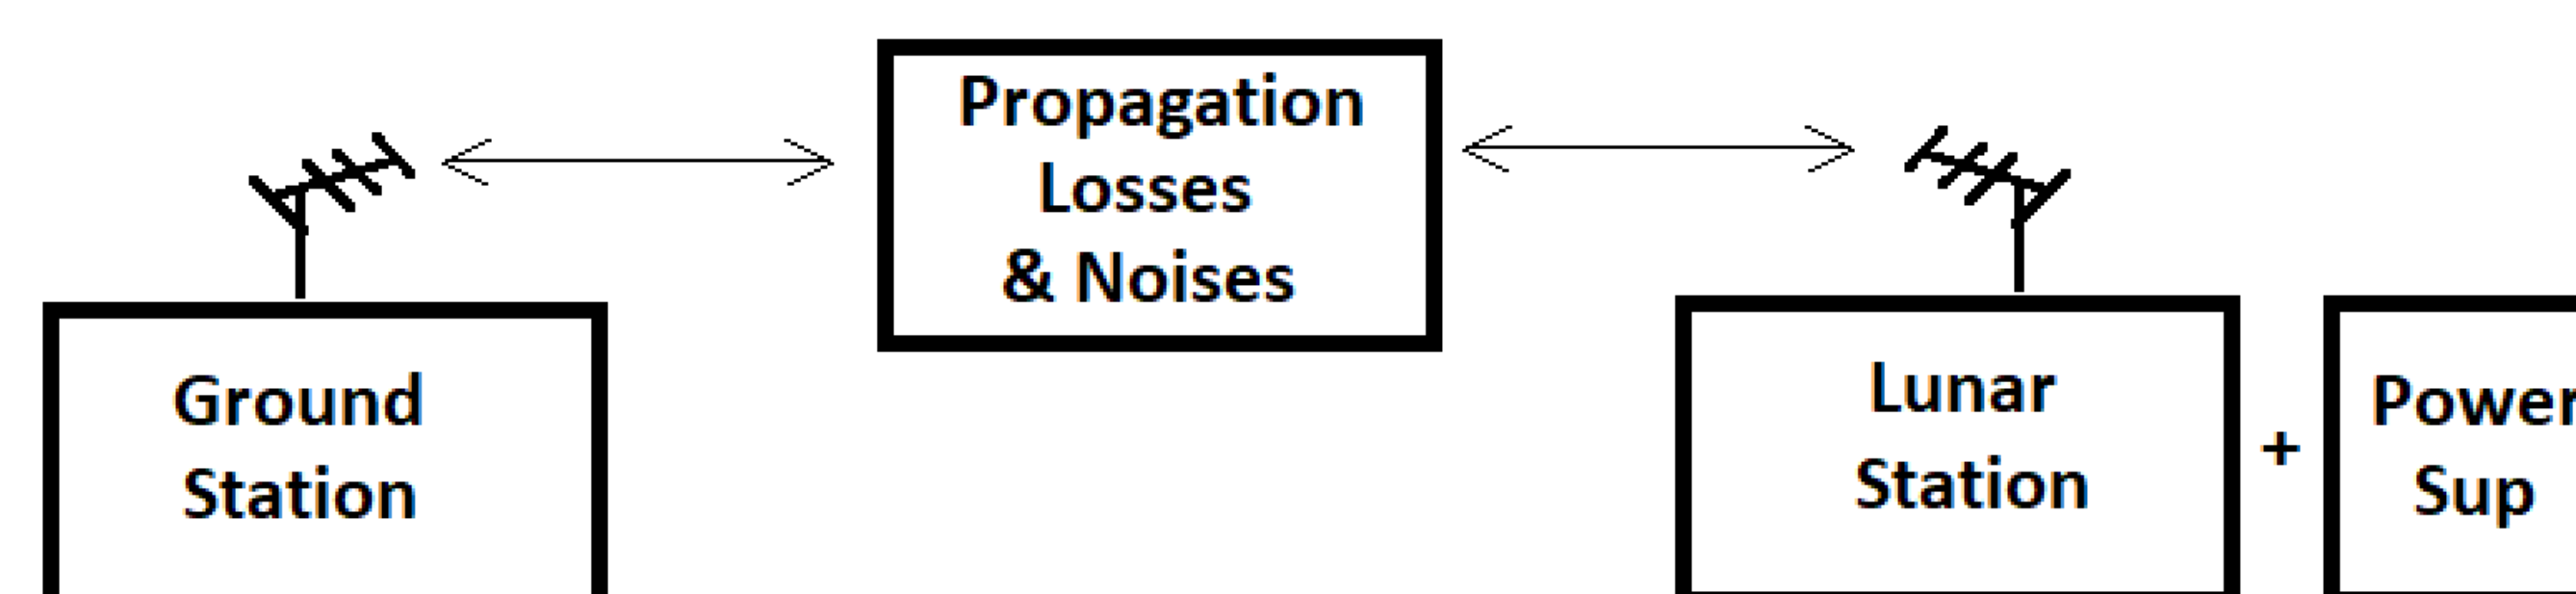 Propagation
Losses
& Noises
Ground
Station
Lunar
Station
+
Power
Sup